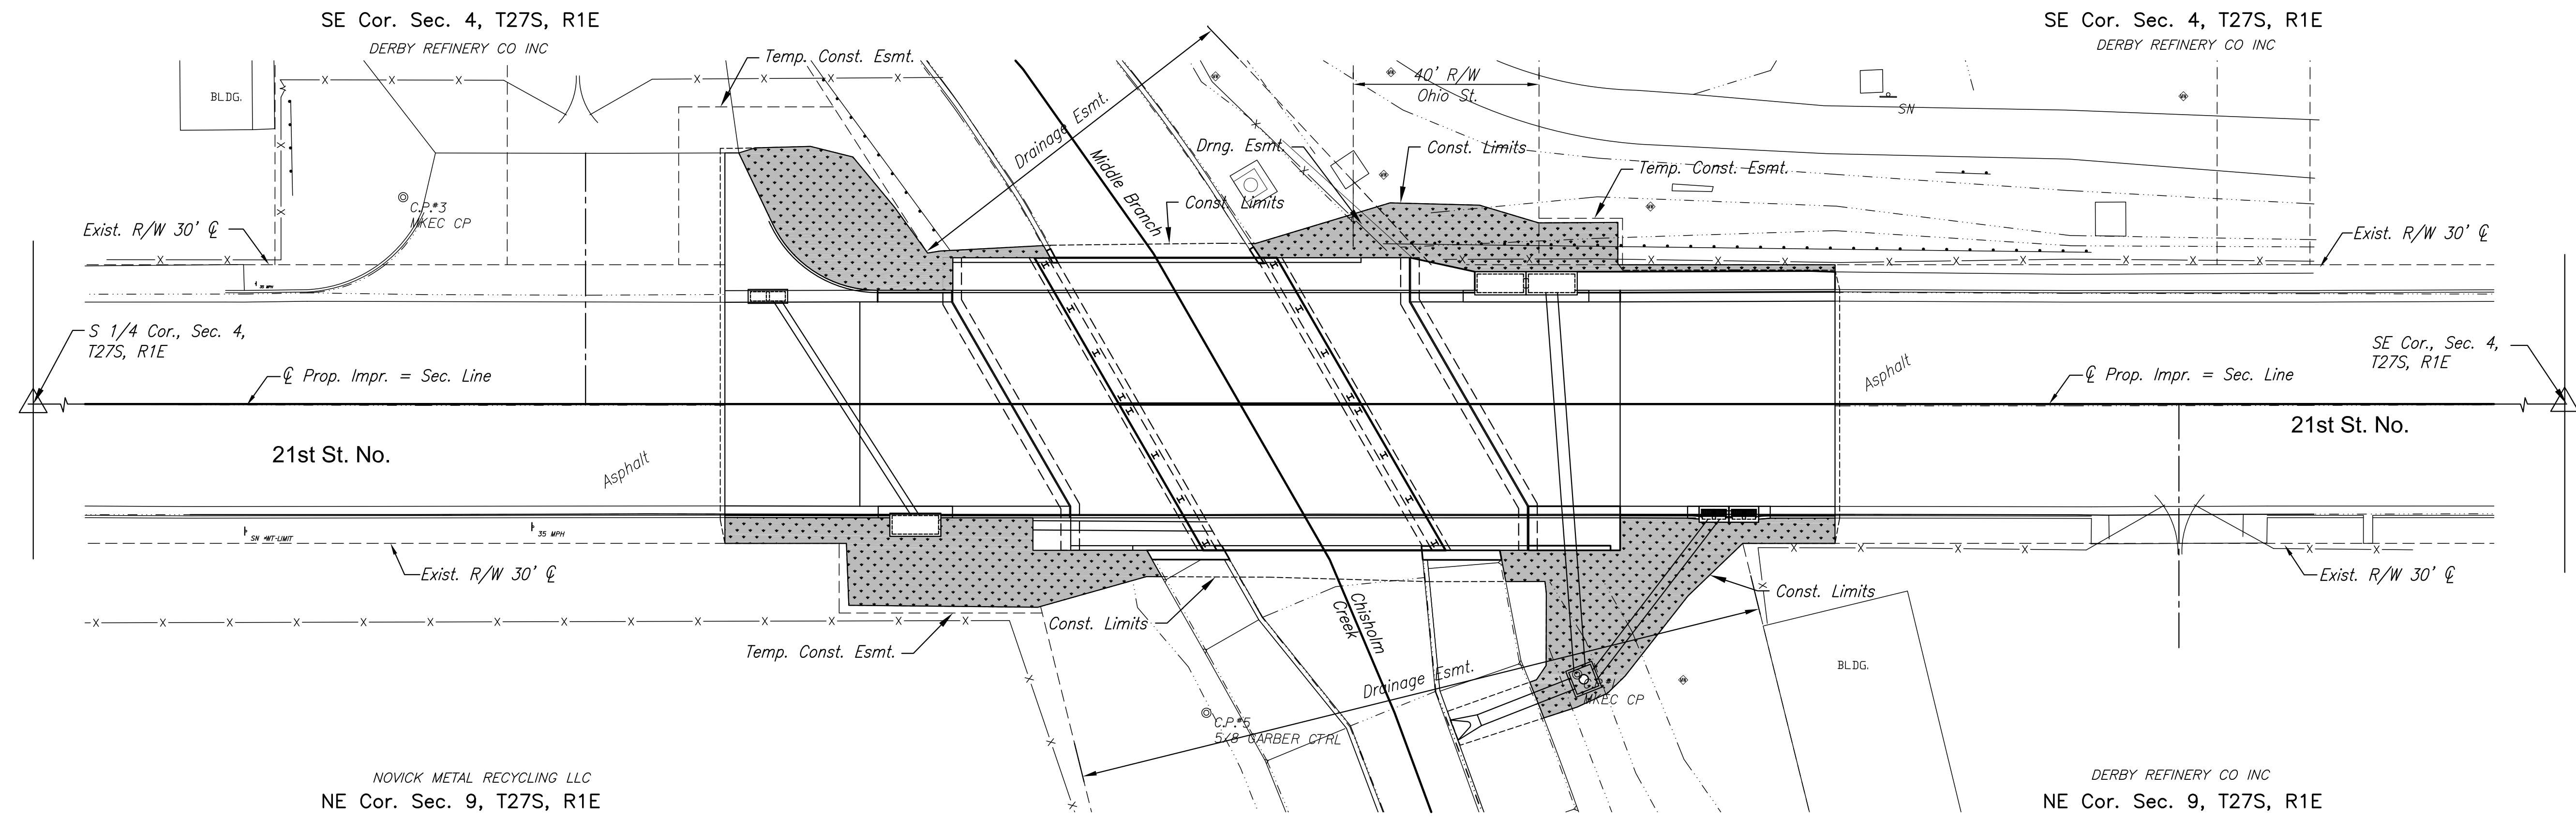 SE Cor. Sec. 4, T27S, R1E
DERBY REFINERY CO INC
SE Cor. Sec. 4, T27S, R1E
DERBY REFINERY CO INC
Temp. Const. Esmt.
BLDG.
40' R/W
Ohio St.
SN
Drainage Esmt.
Middle Branch
Drng. Esmt.
Const. Limits
Temp. Const. Esmt.
C.P.#3
MKEC CP
Const. Limits
Exist. R/W 30' ℄
Exist. R/W 30' ℄
35 MPH
S 1/4 Cor., Sec. 4,
T27S, R1E
SE Cor., Sec. 4,
T27S, R1E
℄ Prop. Impr. = Sec. Line
Asphalt
℄ Prop. Impr. = Sec. Line
21st St. No.
Asphalt
21st St. No.
35 MPH
Exist. R/W 30' ℄
Const. Limits
Exist. R/W 30' ℄
Const. Limits
Chisholm
Creek
Temp. Const. Esmt.
Drainage Esmt.
BLDG.
MKEC CP
C.P.#5
5/8 GARBER CTRL
NOVICK METAL RECYCLING LLC
NE Cor. Sec. 9, T27S, R1E
DERBY REFINERY CO INC
NE Cor. Sec. 9, T27S, R1E